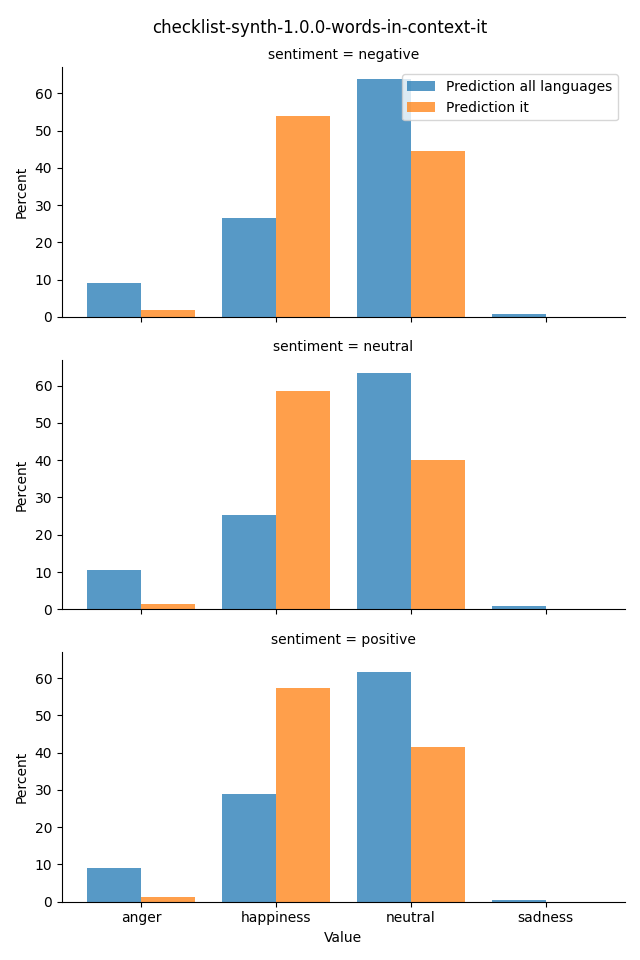 checklist-synth-1.0.0-words-in-context-it
sentiment = negative
Prediction all languages
Prediction it
60
50
40
30
20
10
0
Percent
sentiment = neutral
60
50
40
30
20
10
0
Percent
sentiment = positive
60
50
40
30
20
10
0
Percent
anger happiness neutral sadness
Value